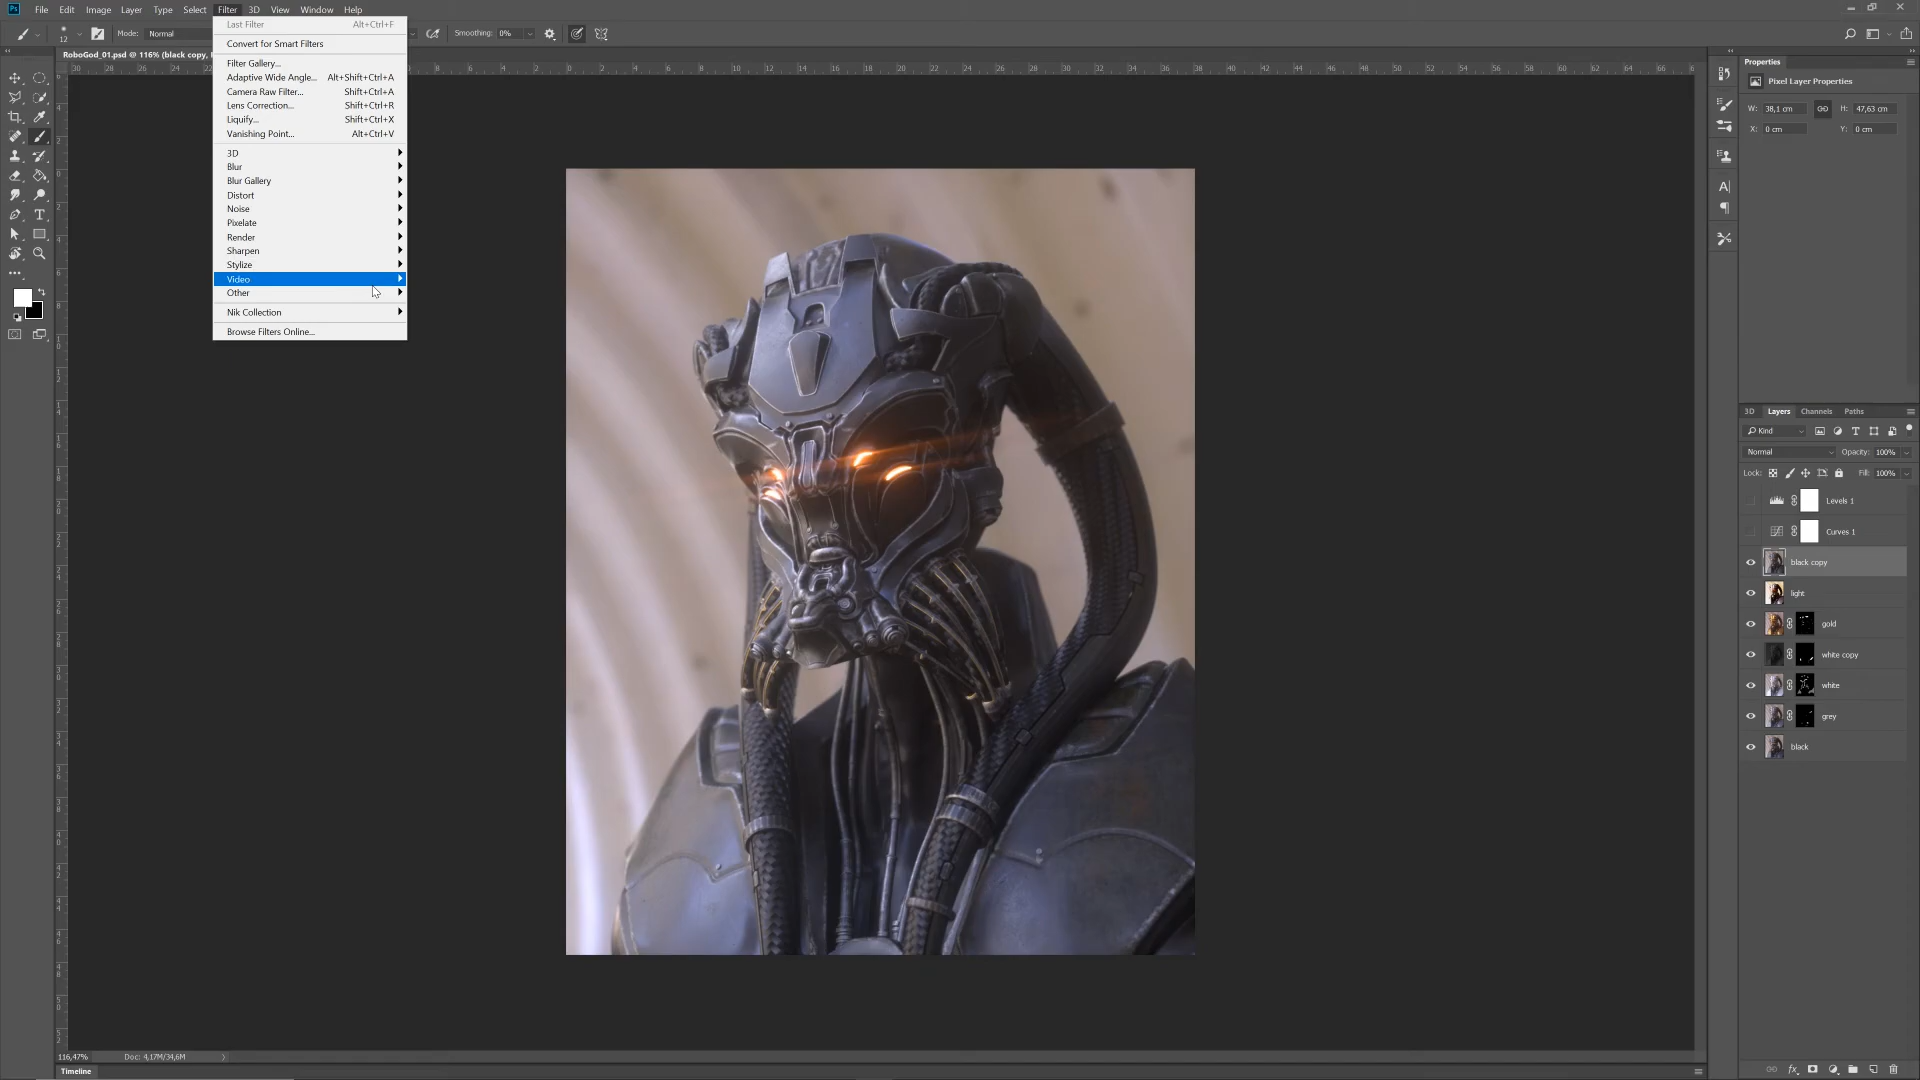 Ps File Edit Image Layer Type Select Filter 3D View Window Help
12 Mode: Normal Smoothing: 0%
RoboGod_01.psd @ 116% (black copy, R
Last Filter Alt+Ctrl+F
Convert for Smart Filters
Filter Gallery...
Adaptive Wide Angle... Alt+Shift+Ctrl+A
Camera Raw Filter... Shift+Ctrl+A
Lens Correction... Shift+Ctrl+R
Liquify... Shift+Ctrl+X
Vanishing Point... Alt+Ctrl+V
3D
Blur
Blur Gallery
Distort
Noise
Pixelate
Render
Sharpen
Stylize
Video
Other
Nik Collection
Browse Filters Online...
Properties
Pixel Layer Properties
W: 38,1 cm H: 47,63 cm
X: 0 cm Y: 0 cm
3D Layers Channels Paths
Kind
Normal Opacity: 100%
Lock: Fill: 100%
Levels 1
Curves 1
black copy
light
gold
white copy
white
grey
black
116,47% Doc: 4,17M/34,6M
Timeline